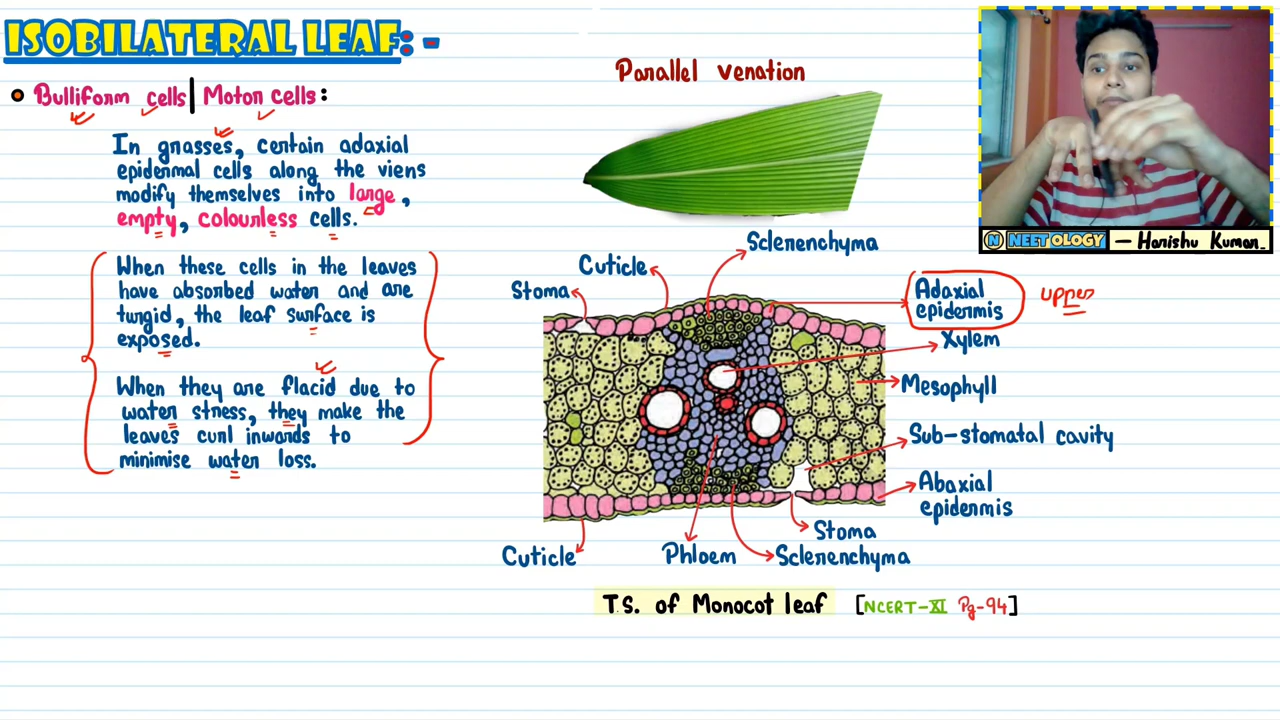 ISOBILATERAL LEAF: -
Bulliform cells | Motor cells :
In grasses, certain adaxial
epidermal cells along the viens
modify themselves into large,
empty, colourless cells.
When these cells in the leaves
have absorbed water and are
turgid, the leaf surface is
exposed.
When they are flacid due to
water stress, they make the
leaves curl inwards to
minimise water loss.
Parallel venation
Sclerenchyma
Cuticle
Stoma
Adaxial
epidermis
upper
Xylem
Mesophyll
Sub-stomatal cavity
Abaxial
epidermis
Stoma
Cuticle
Phloem
Sclerenchyma
T.S. of Monocot leaf [NCERT-XI Pg-94]
N NEETOLOGY – Harishu Kumar_